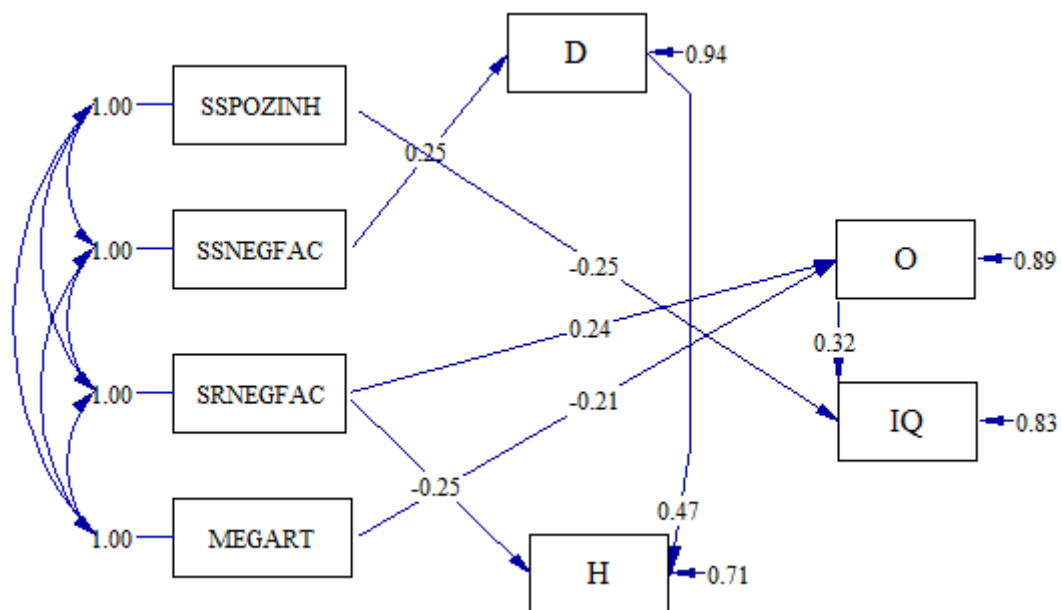 D
0.94
1.00
SSPOZINH
0.25
1.00
SSNEGFAC
-0.25
O
0.89
0.24
0.32
1.00
SRNEGFAC
-0.21
IQ
0.83
-0.25
0.47
1.00
MEGART
H
0.71